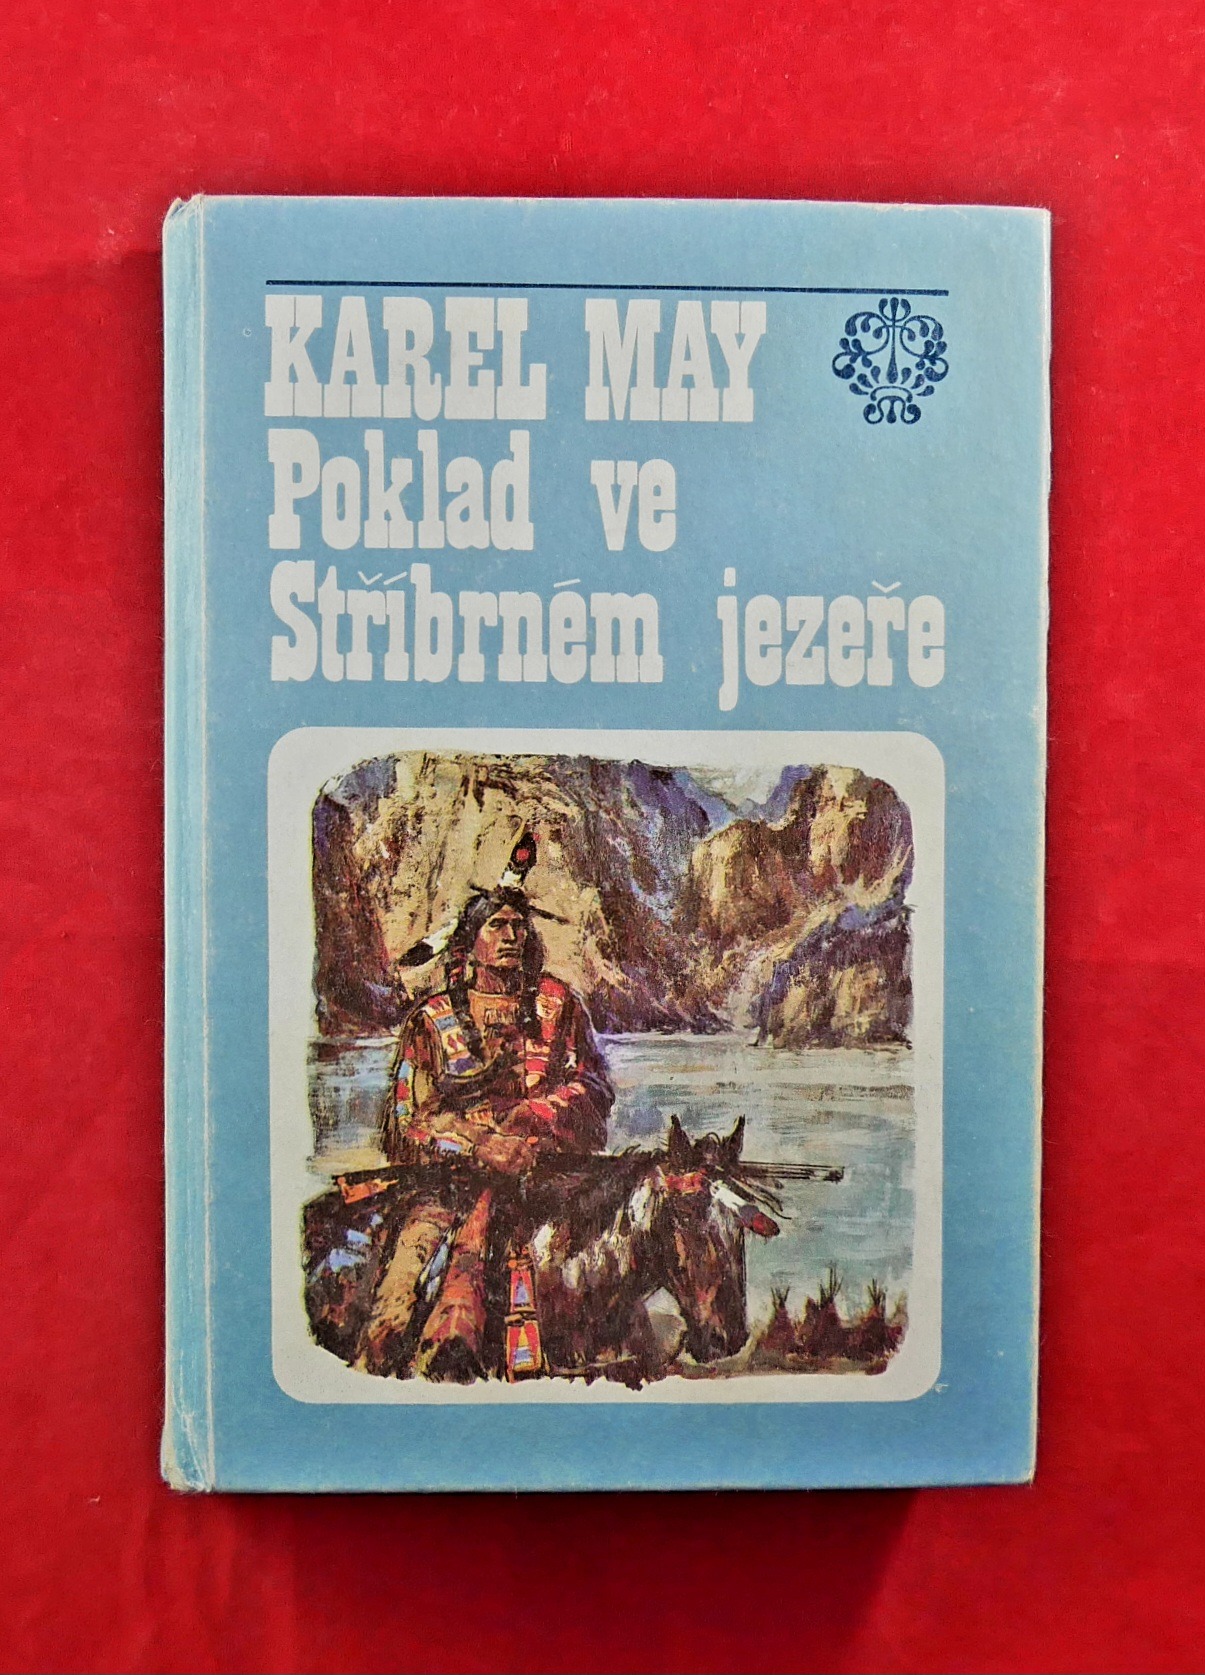 KAREL MAY
Poklad ve
Stříbrném jezeře